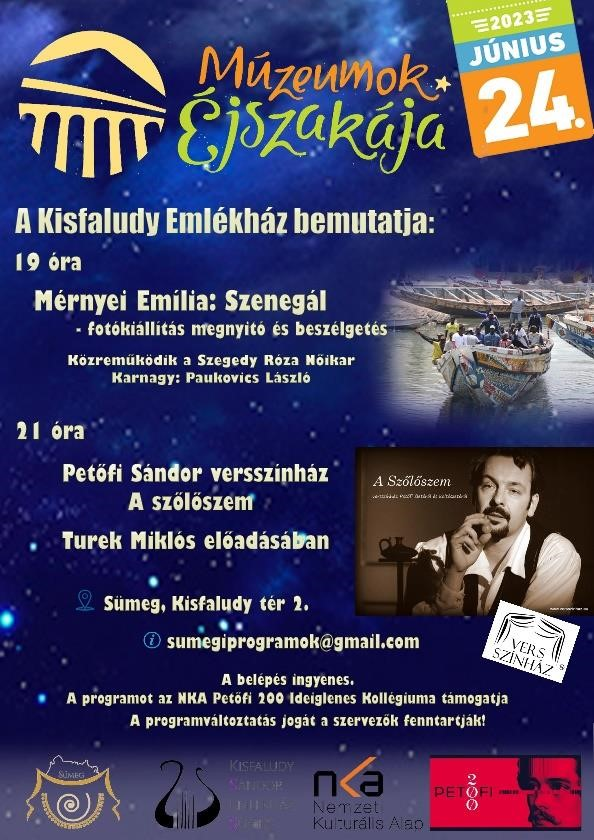 2023
JÚNIUS
24.
Múzeumok
Éjszakája
A Kisfaludy Emlékház bemutatja:
19 óra
Mérnyei Emília: Szenegál
- fotókiállítás megnyitó és beszélgetés
Közreműködik a Szegedy Róza Nőikar
Karnagy: Paukovics László
21 óra
Petőfi Sándor versszínház
A szőlőszem
Turek Miklós előadásában
A Szőlőszem
Sümeg, Kisfaludy tér 2.
sumegiprogramok@gmail.com
VERS
SZÍNHÁZ
A belépés ingyenes.
A programot az NKA Petőfi 200 Ideiglenes Kollégiuma támogatja
A programváltoztatás jogát a szervezők fenntartják!
SÜMEG
KISFALUDY
SÁNDOR
nka
Nemzeti
Kulturális Alap
PETŐFI
200